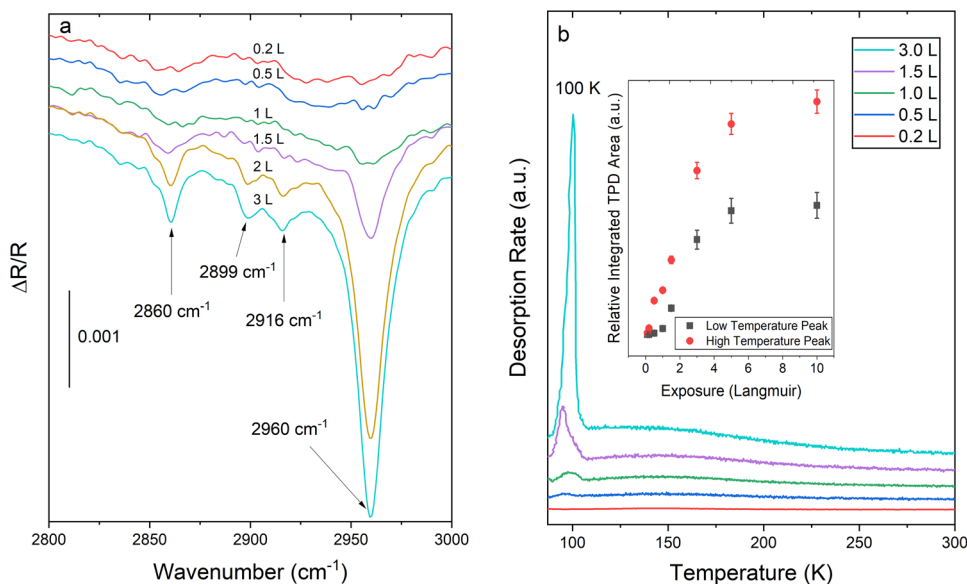 a
0.2 L
0.5 L
1 L
1.5 L
2 L
3 L
2899 cm⁻¹
2860 cm⁻¹
2916 cm⁻¹
2960 cm⁻¹
0.001
ΔR/R
2800 2850 2900 2950 3000
Wavenumber (cm⁻¹)
b
100 K
3.0 L
1.5 L
1.0 L
0.5 L
0.2 L
Relative Integrated TPD Area (a.u.)
Low Temperature Peak
High Temperature Peak
0 2 4 6 8 10 12
Exposure (Langmuir)
Desorption Rate (a.u.)
100 150 200 250 300
Temperature (K)